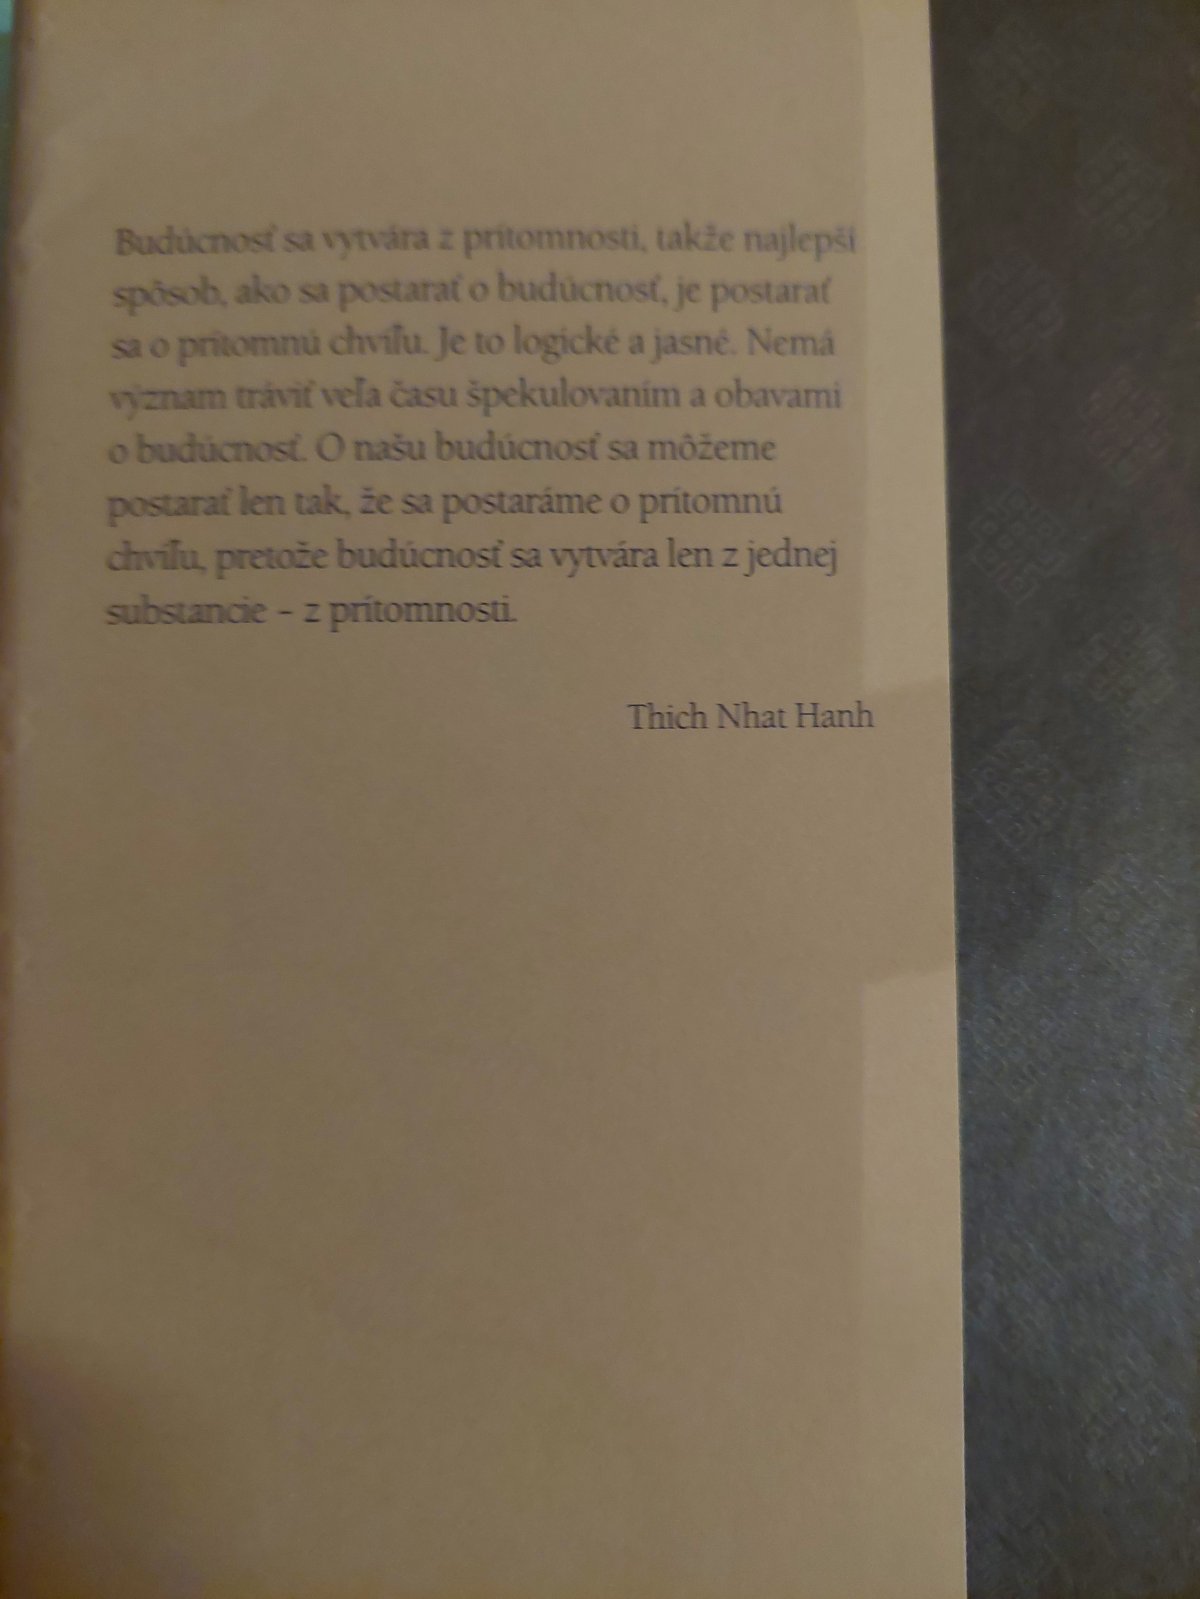 Budúcnosť sa vytvára z prítomnosti, takže najlepší
spôsob, ako sa postarať o budúcnosť, je postarať
sa o prítomnú chvíľu. Je to logické a jasné. Nemá
význam tráviť veľa času špekulovaním a obavami
o budúcnosť. O našu budúcnosť sa môžeme
postarať len tak, že sa postaráme o prítomnú
chvíľu, pretože budúcnosť sa vytvára len z jednej
substancie – z prítomnosti.
Thich Nhat Hanh